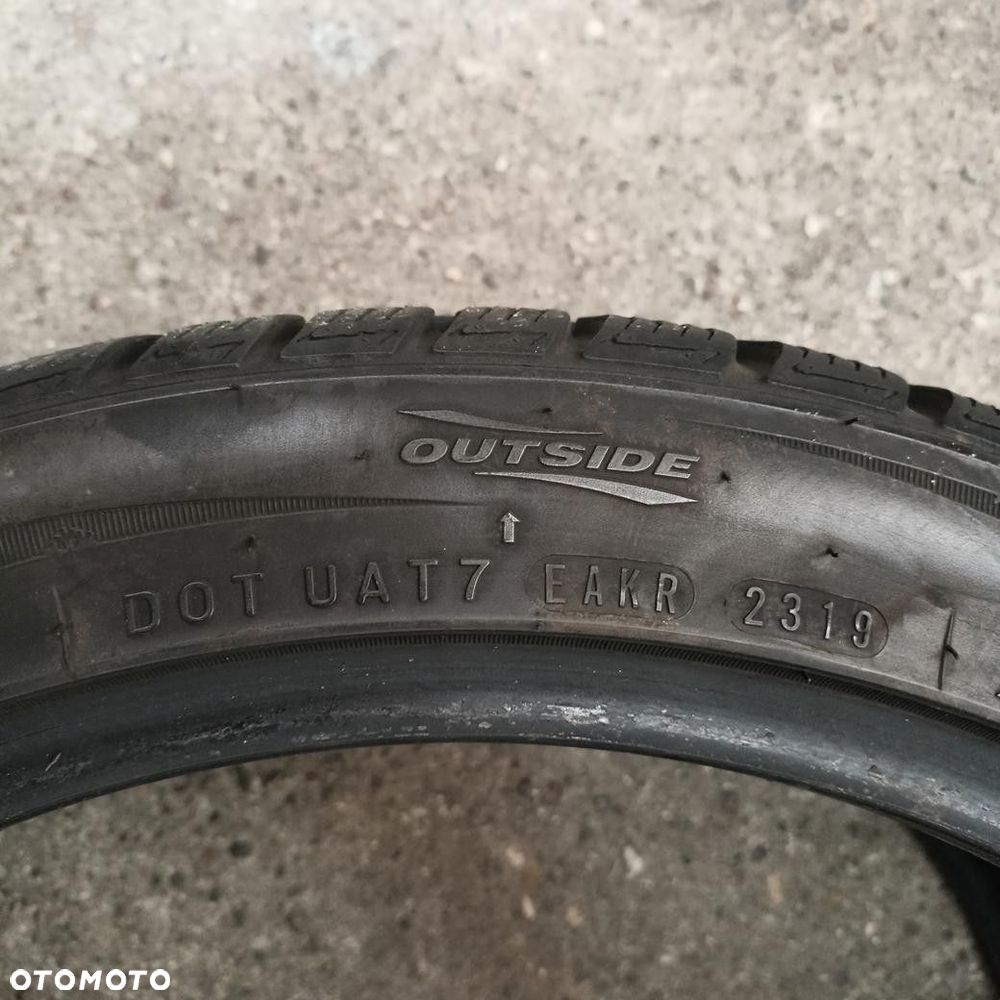 OUTSIDE
DOT UAT7 EAKR 2319
OTOMOTO